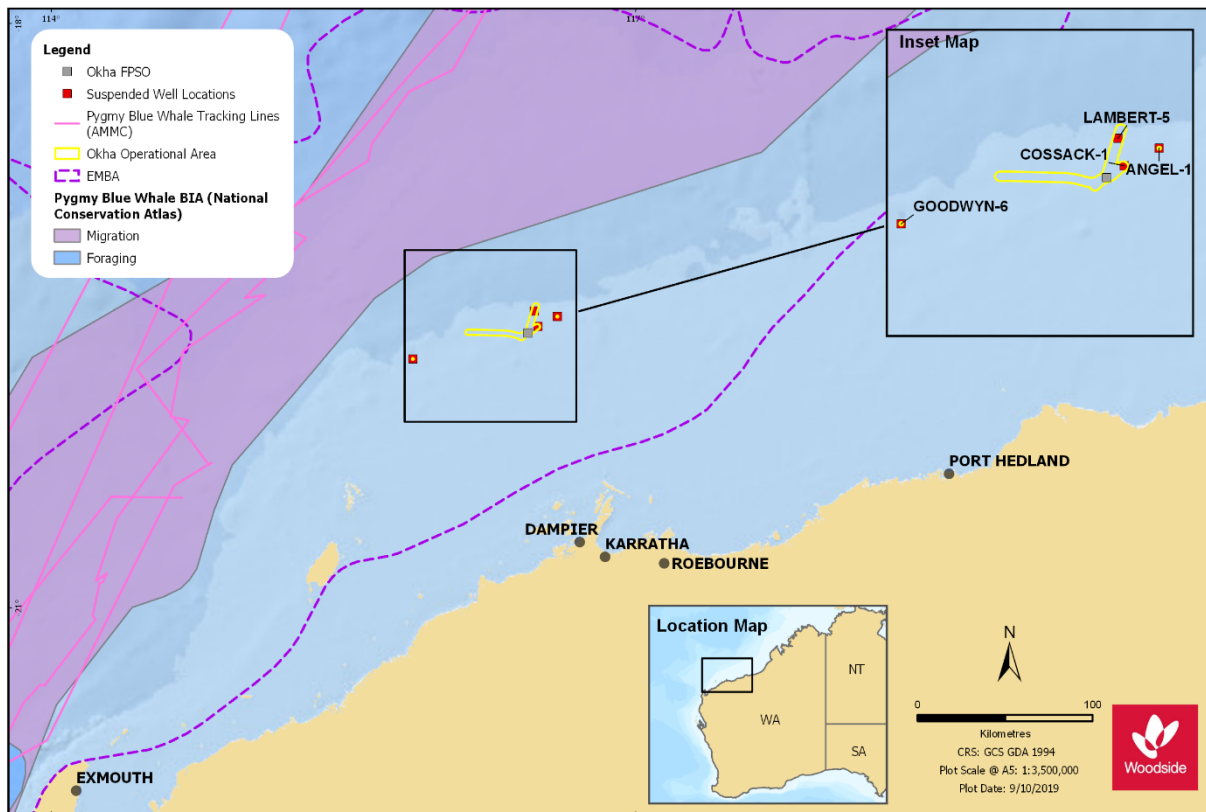 -18°
114°
117°
-21°
Legend
Okha FPSO
Suspended Well Locations
Pygmy Blue Whale Tracking Lines
(AMMC)
Okha Operational Area
EMBA
Pygmy Blue Whale BIA (National
Conservation Atlas)
Migration
Foraging
Inset Map
LAMBERT-5
COSSACK-1
ANGEL-1
GOODWYN-6
PORT HEDLAND
DAMPIER
KARRATHA
ROEBOURNE
EXMOUTH
Location Map
WA
NT
SA
N
0
100
Kilometres
CRS: GCS GDA 1994
Plot Scale @ A5: 1:3,500,000
Plot Date: 9/10/2019
Woodside